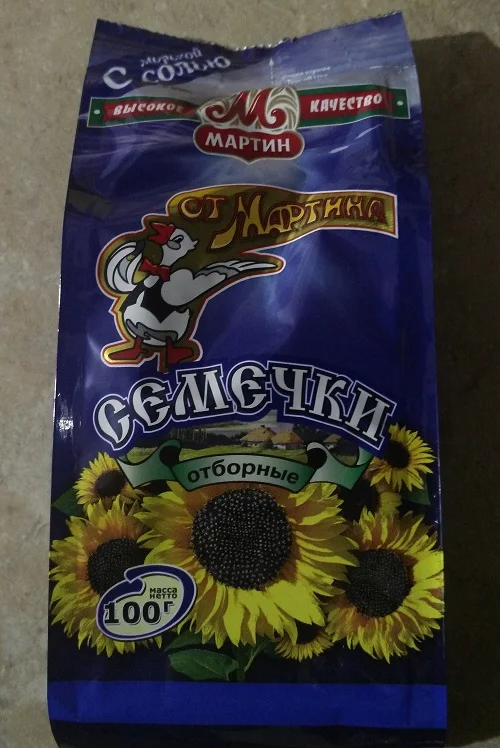 с морской
солью
ВЫСОКОЕ КАЧЕСТВО
М
МАРТИН
ОТ МАРТИНА
СЕМЕЧКИ
отборные
масса
нетто
100г